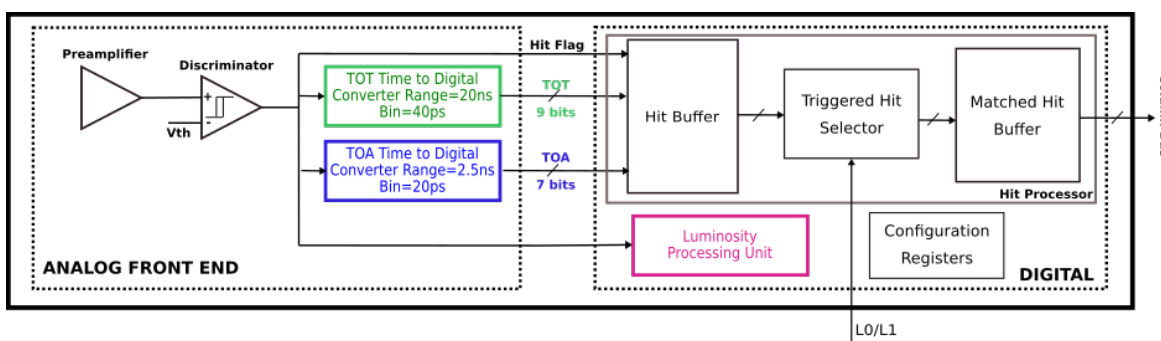 Preamplifier
Discriminator
+
-
Vth
TOT Time to Digital
Converter Range=20ns
Bin=40ps
TOA Time to Digital
Converter Range=2.5ns
Bin=20ps
ANALOG FRONT END
Hit Flag
TOT
9 bits
TOA
7 bits
Hit Buffer
Triggered Hit
Selector
Matched Hit
Buffer
Hit Processor
Luminosity
Processing Unit
Configuration
Registers
DIGITAL
L0/L1